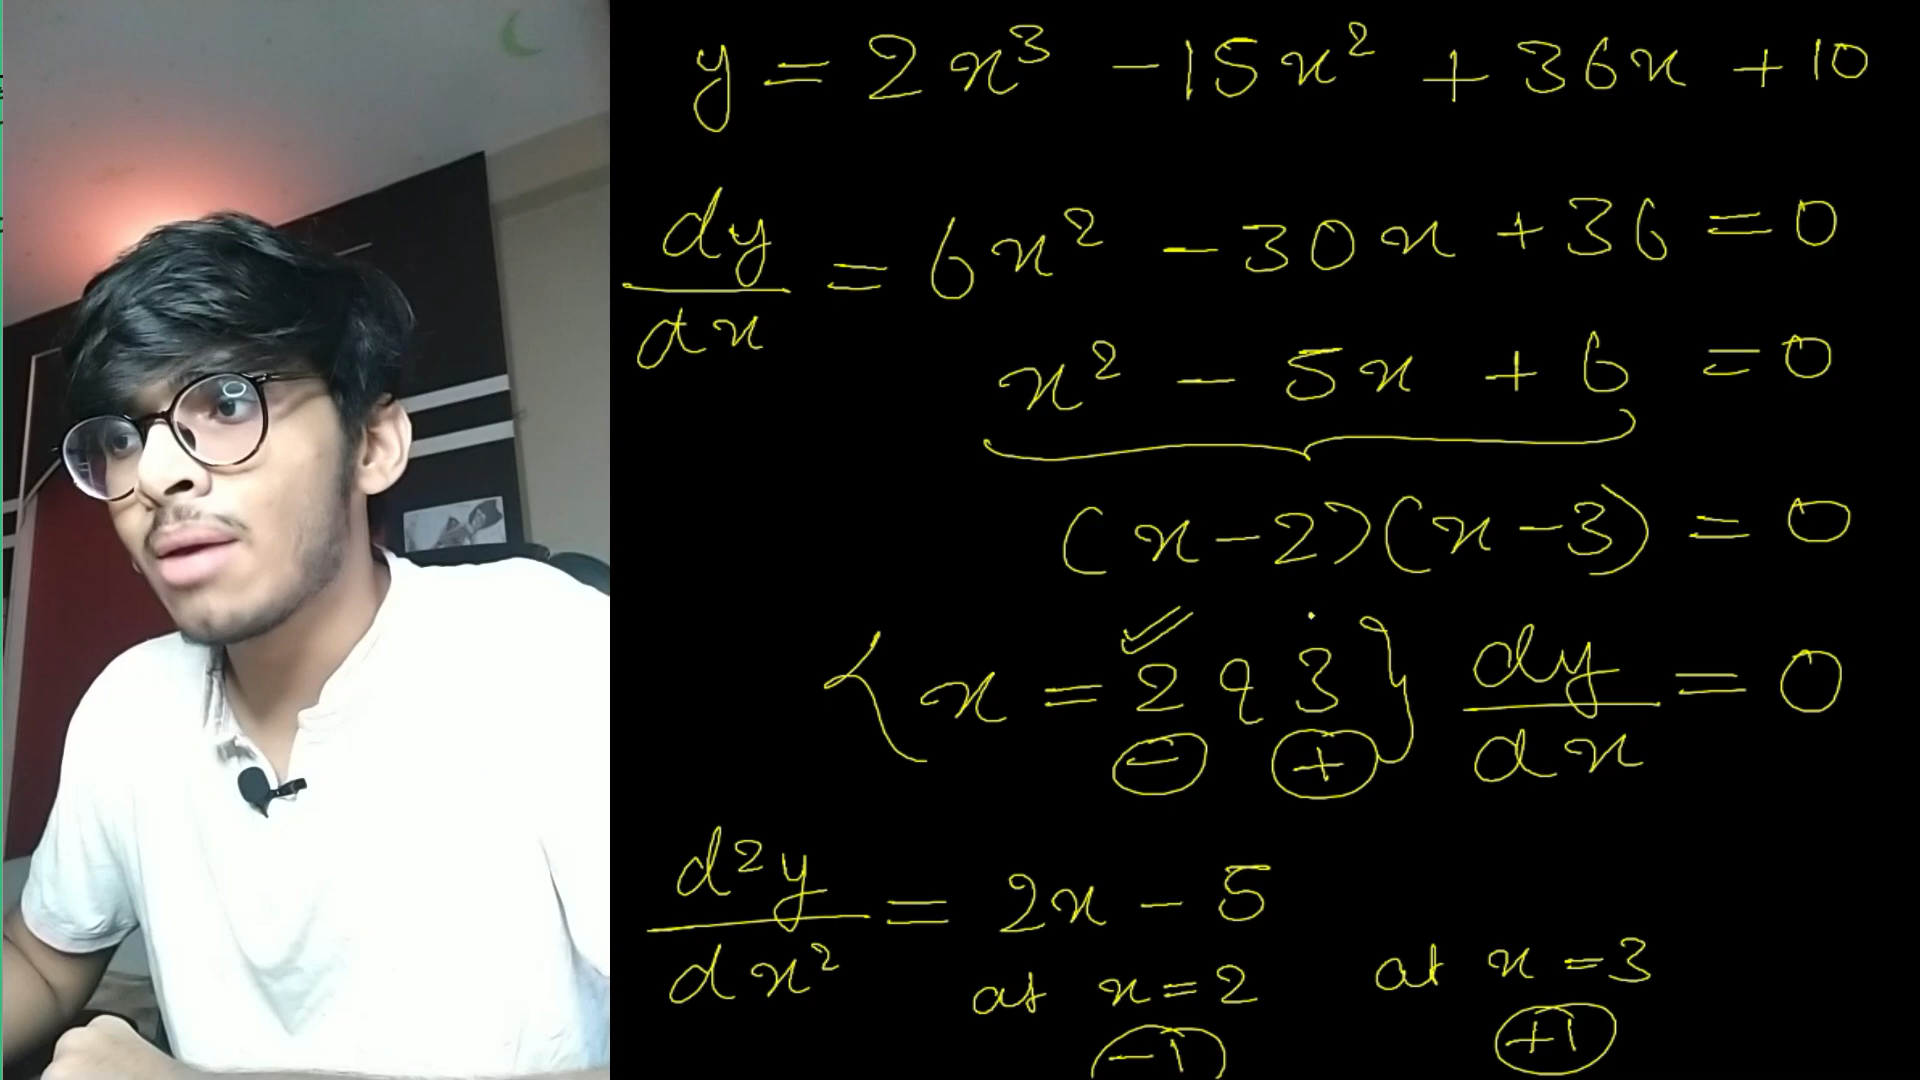 y = 2x³ - 15x² + 36x + 10
dy/dx = 6x² - 30x + 36 = 0
x² - 5x + 6 = 0
(x-2)(x-3) = 0
{x = 2 & 3} dy/dx = 0
- +
d²y/dx² = 2x - 5
at x=2 at x=3
-1 +1